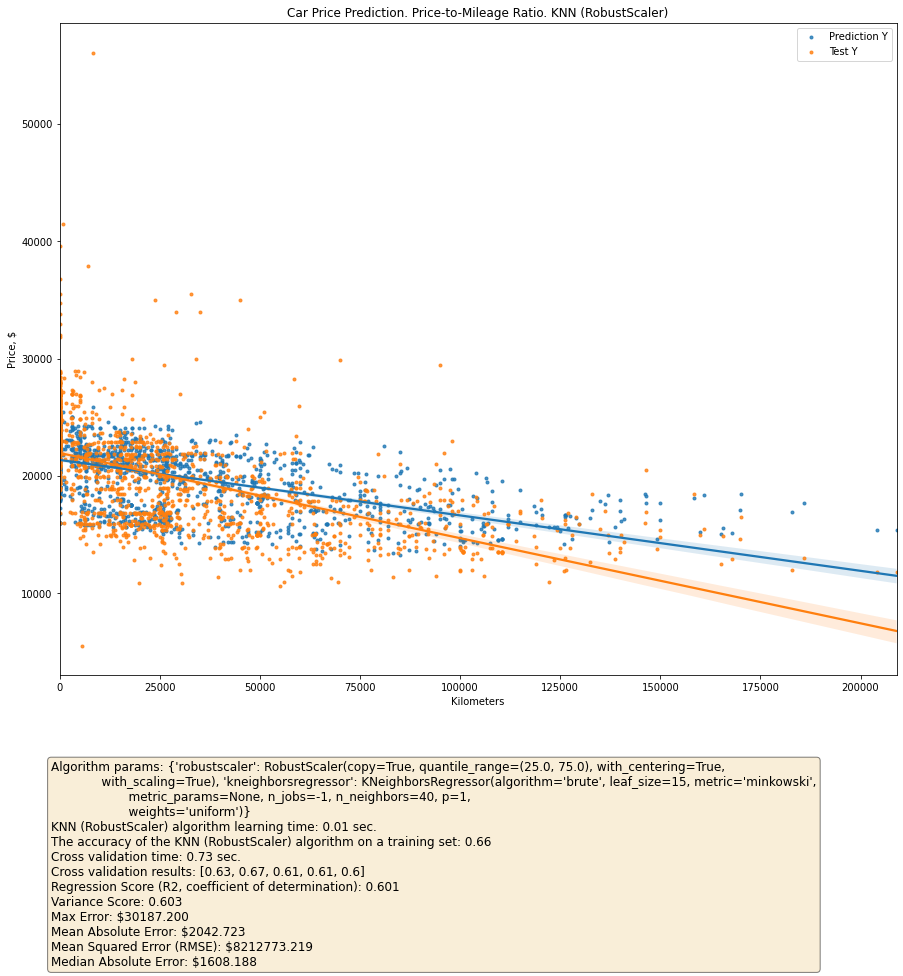 Car Price Prediction. Price-to-Mileage Ratio. KNN (RobustScaler)
Prediction Y
Test Y
50000
40000
30000
20000
10000
Price, $
0 25000 50000 75000 100000 125000 150000 175000 200000
Kilometers
Algorithm params: {'robustscaler': RobustScaler(copy=True, quantile_range=(25.0, 75.0), with_centering=True,
with_scaling=True), 'kneighborsregressor': KNeighborsRegressor(algorithm='brute', leaf_size=15, metric='minkowski',
metric_params=None, n_jobs=-1, n_neighbors=40, p=1,
weights='uniform')}
KNN (RobustScaler) algorithm learning time: 0.01 sec.
The accuracy of the KNN (RobustScaler) algorithm on a training set: 0.66
Cross validation time: 0.73 sec.
Cross validation results: [0.63, 0.67, 0.61, 0.61, 0.6]
Regression Score (R2, coefficient of determination): 0.601
Variance Score: 0.603
Max Error: $30187.200
Mean Absolute Error: $2042.723
Mean Squared Error (RMSE): $8212773.219
Median Absolute Error: $1608.188